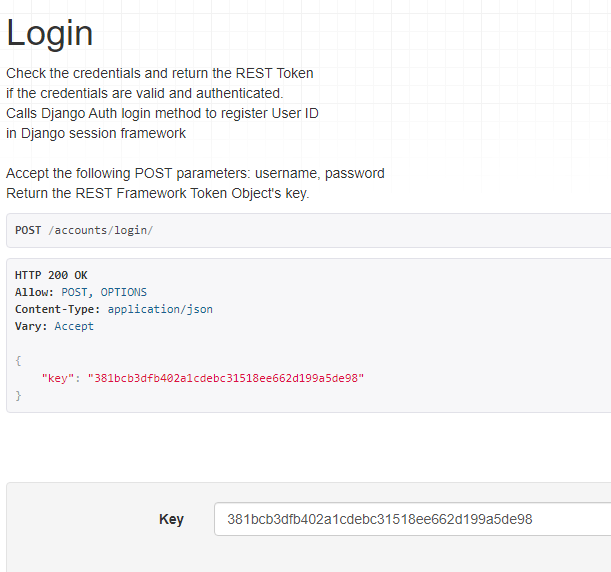 Login
Check the credentials and return the REST Token
if the credentials are valid and authenticated.
Calls Django Auth login method to register User ID
in Django session framework
Accept the following POST parameters: username, password
Return the REST Framework Token Object's key.
POST /accounts/login/
HTTP 200 OK
Allow: POST, OPTIONS
Content-Type: application/json
Vary: Accept
{
    "key": "381bcb3dfb402a1cdebc31518ee662d199a5de98"
}
Key 381bcb3dfb402a1cdebc31518ee662d199a5de98